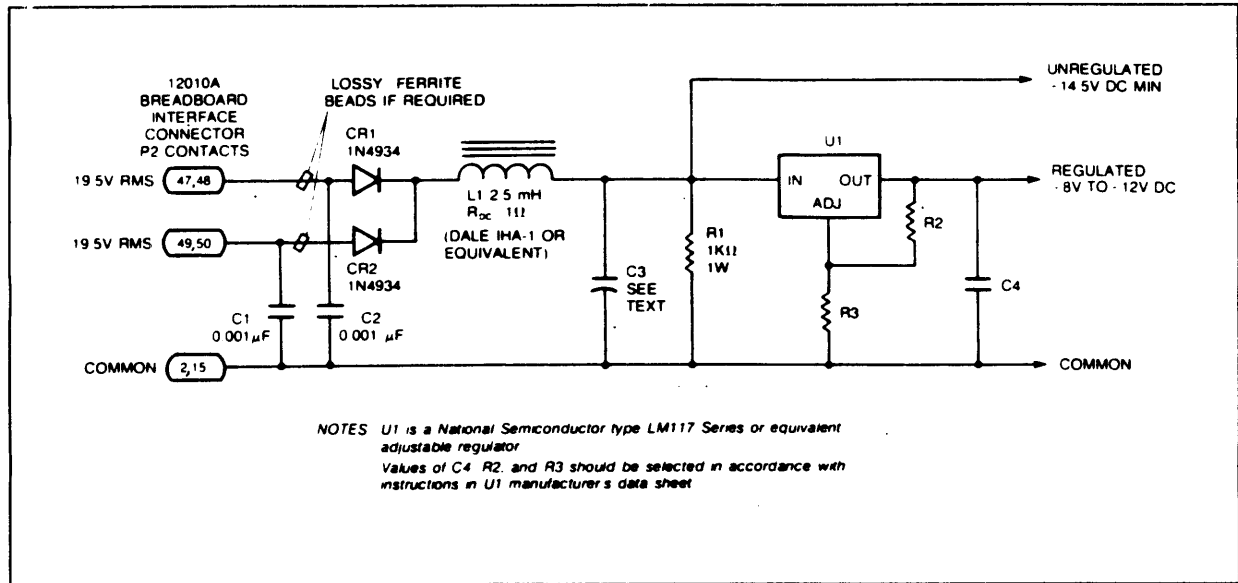 12010A
BREADBOARD
INTERFACE
CONNECTOR
P2 CONTACTS
LOSSY FERRITE
BEADS IF REQUIRED
CR1
1N4934
UNREGULATED
- 14 5V DC MIN
19 5V RMS
47,48
L1 2 5 mH
R DC 1Ω
(DALE IHA-1 OR
EQUIVALENT)
U1
IN OUT
ADJ
REGULATED
- 8V TO - 12V DC
19 5V RMS
49,50
CR2
1N4934
R1
1KΩ
1W
R2
C3
SEE
TEXT
C1
0 001 µF
C2
0 001 µF
R3
C4
COMMON
2,15
COMMON
NOTES U1 is a National Semiconductor type LM117 Series or equivalent
adjustable regulator
Values of C4 R2, and R3 should be selected in accordance with
instructions in U1 manufacturer s data sheet